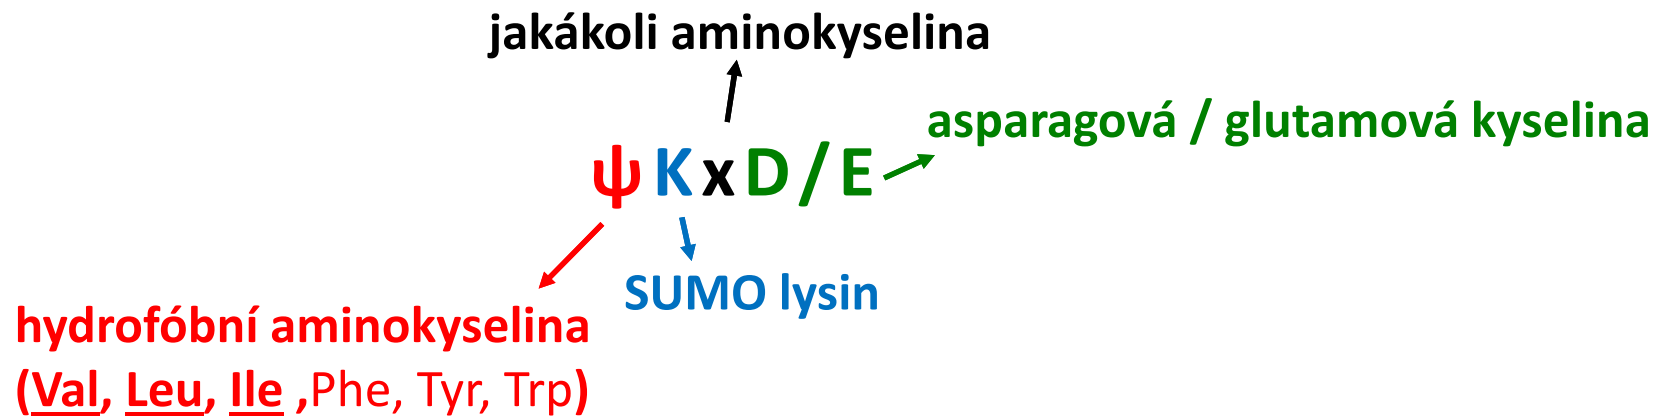 jakákoli aminokyselina
asparagová / glutamová kyselina
ψ K x D / E
SUMO lysin
hydrofóbní aminokyselina
(Val, Leu, Ile ,Phe, Tyr, Trp)